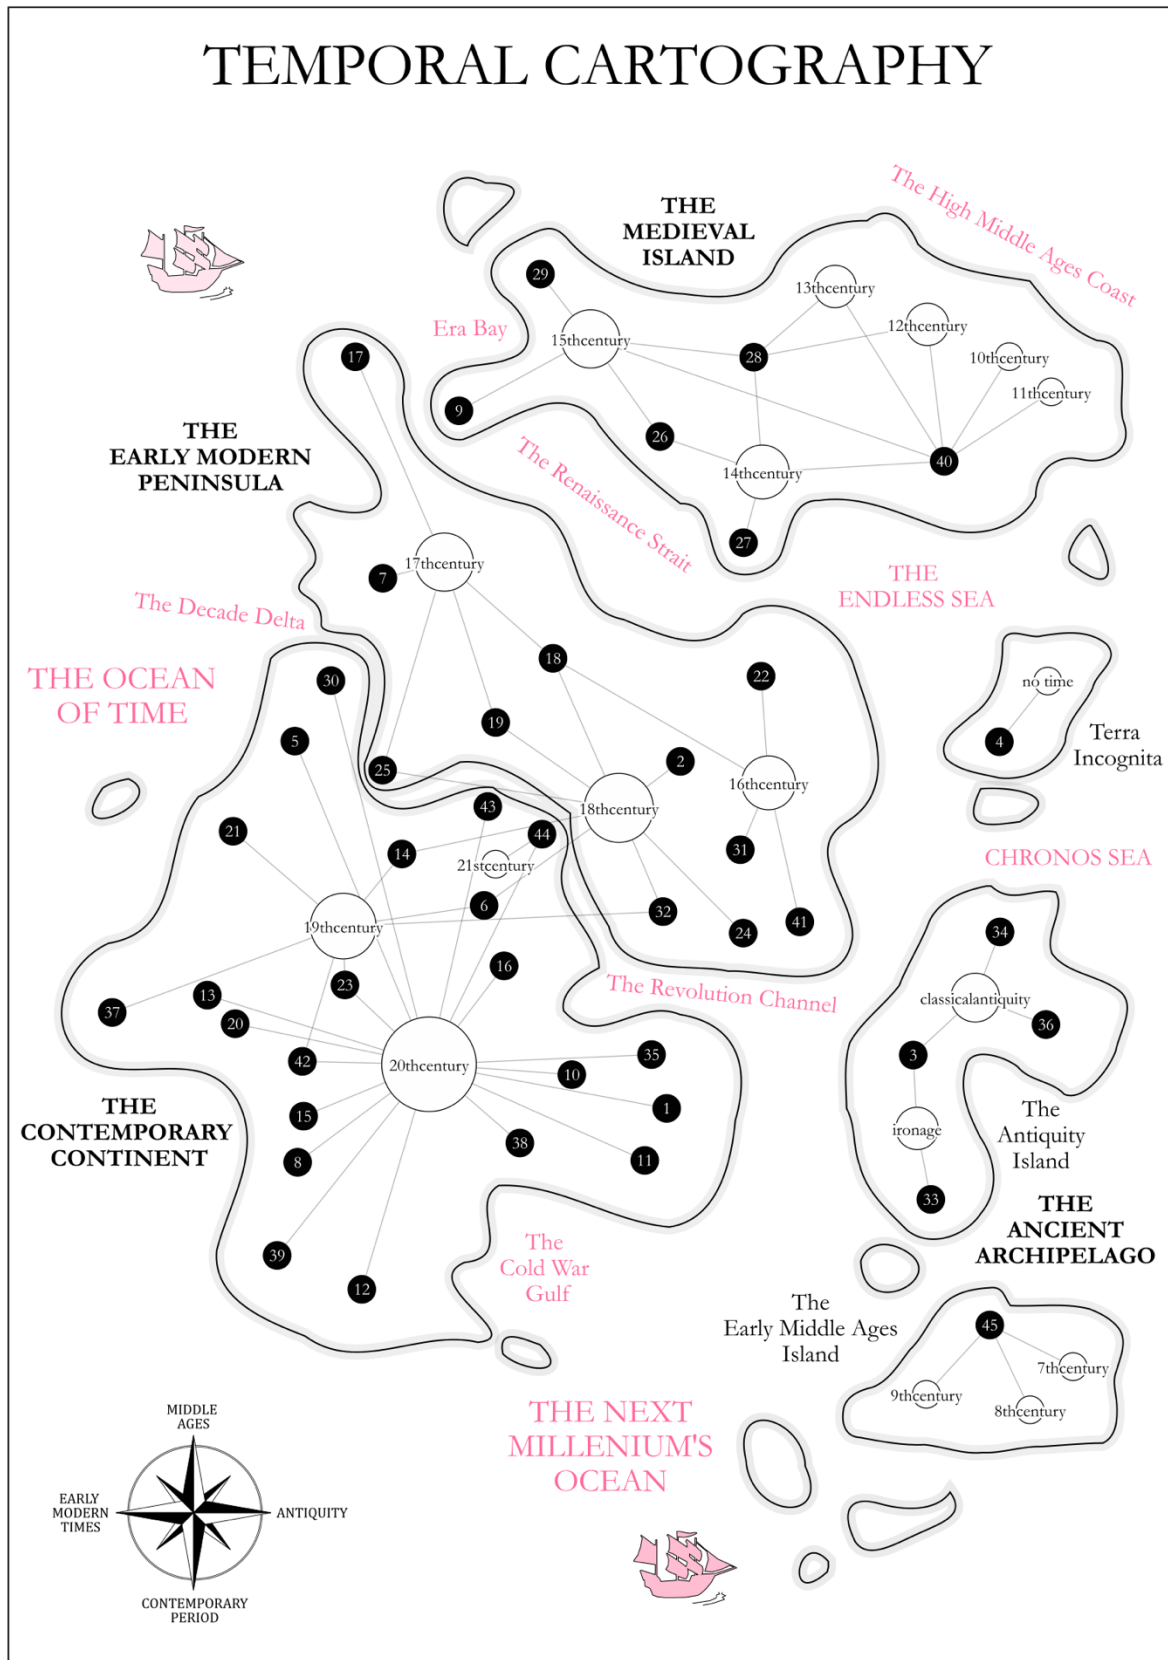 TEMPORAL CARTOGRAPHY
The High Middle Ages Coast
THE
MEDIEVAL
ISLAND
29
13thcentury
12thcentury
Era Bay
15thcentury
28
10thcentury
17
11thcentury
9
26
THE
EARLY MODERN
PENINSULA
The Renaissance Strait
14thcentury
40
27
17thcentury
7
THE
ENDLESS SEA
The Decade Delta
18
THE OCEAN
OF TIME
30
22
no time
5
19
4
Terra
Incognita
25
2
16thcentury
43
18thcentury
21
44
14
21stcentury
31
CHRONOS SEA
6
32
19thcentury
24
41
34
16
23
The Revolution Channel
classicalantiquity
13
37
20
36
42
20thcentury
35
10
3
THE
CONTEMPORARY
CONTINENT
15
1
The
Antiquity
Island
ironage
38
8
11
33
THE
ANCIENT
ARCHIPELAGO
39
The
Cold War
Gulf
12
The
Early Middle Ages
Island
45
7thcentury
9thcentury
8thcentury
THE NEXT
MILLENIUM'S
OCEAN
MIDDLE
AGES
EARLY
MODERN
TIMES
ANTIQUITY
CONTEMPORARY
PERIOD